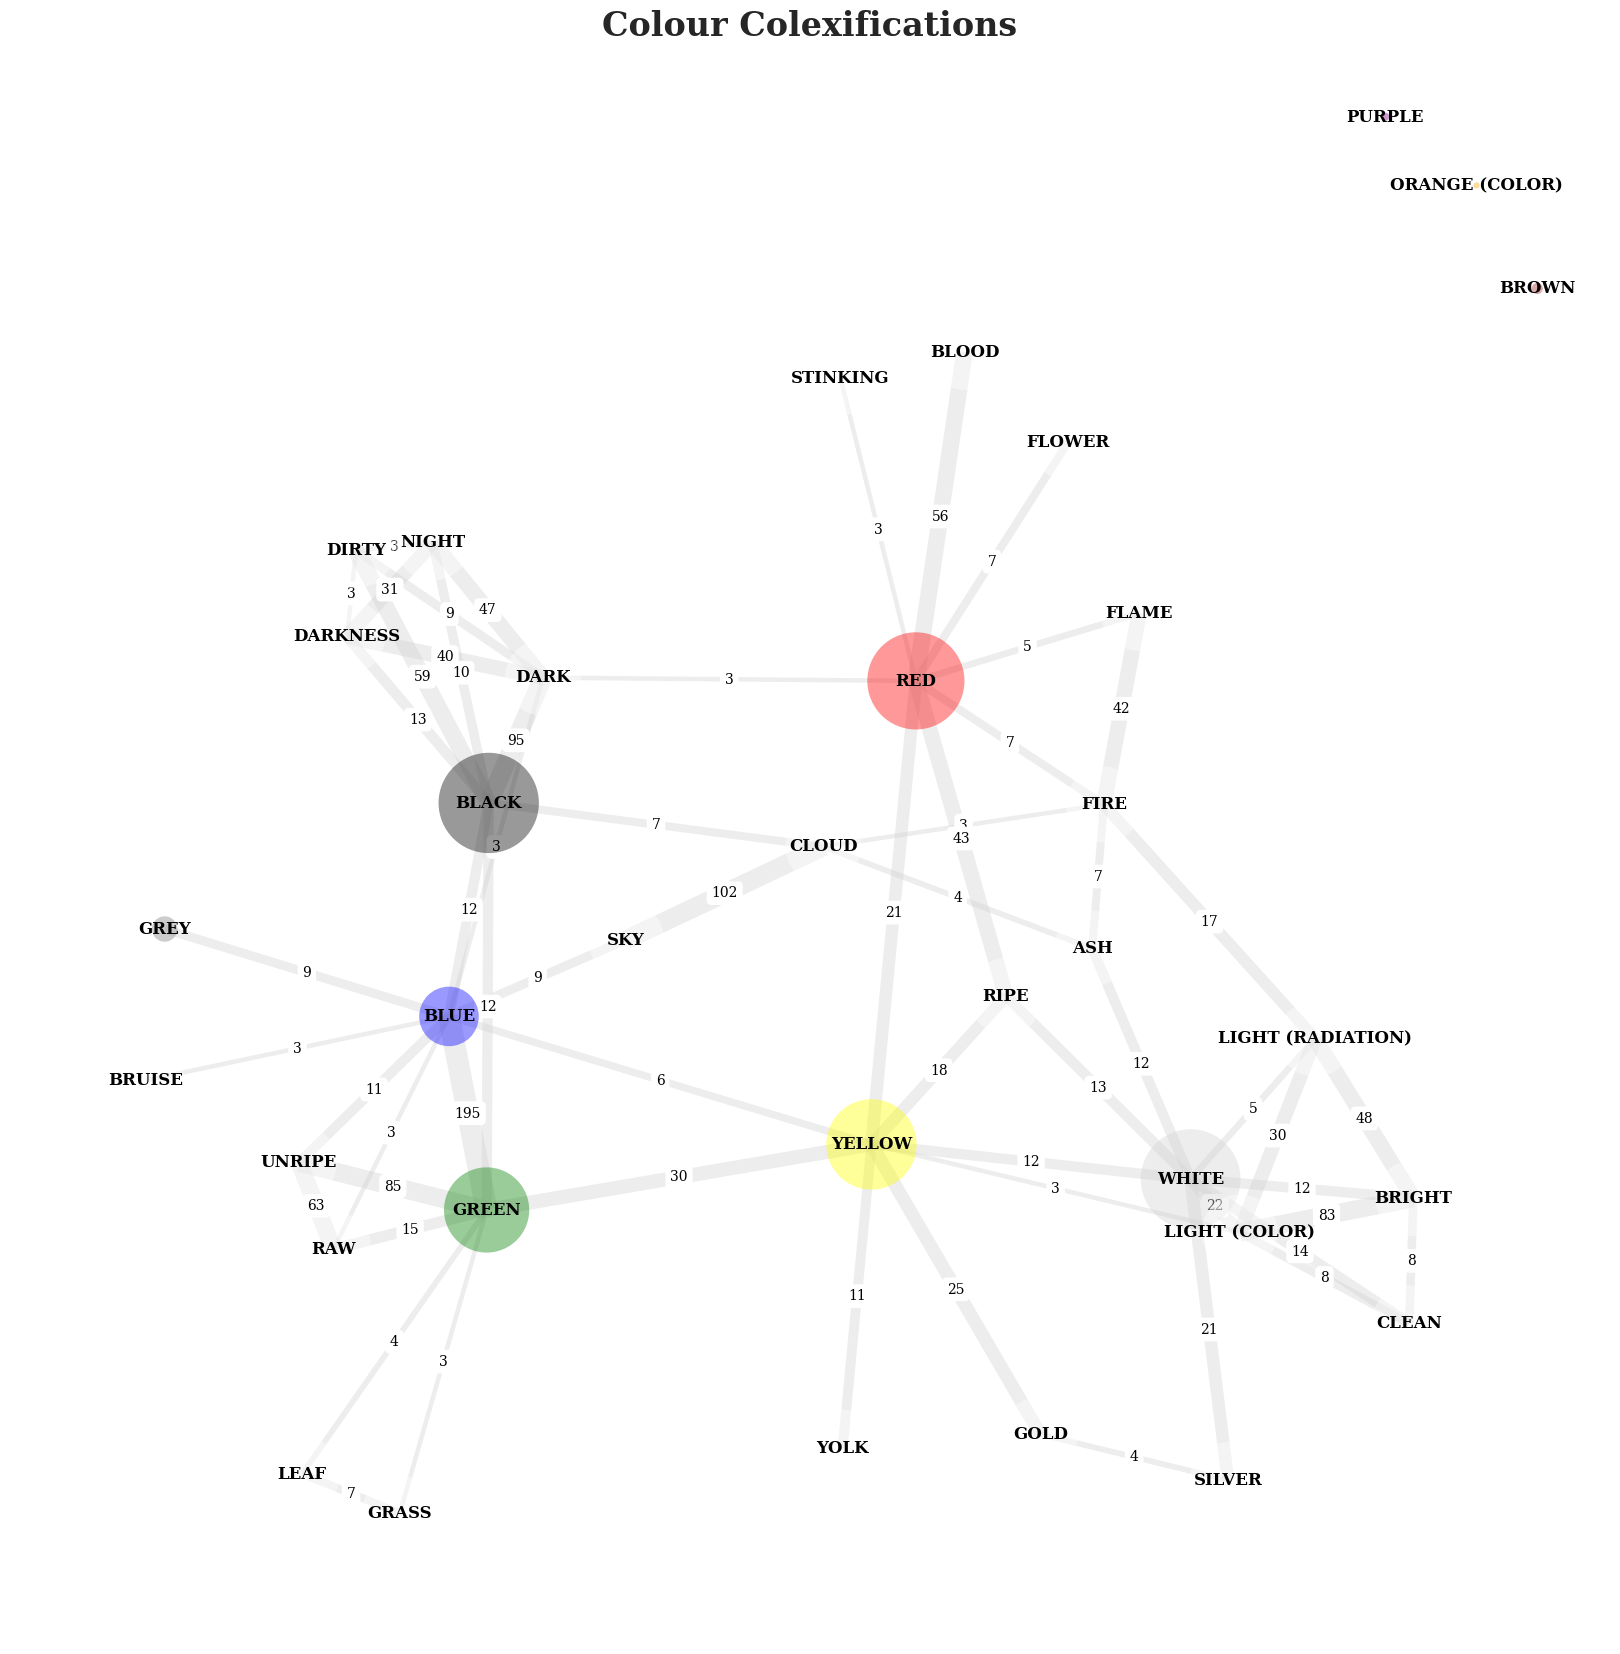 Colour Colexifications
PURPLE
ORANGE (COLOR)
BROWN
BLOOD
STINKING
FLOWER
56
3
NIGHT
DIRTY
3
7
31
3
FLAME
47
9
DARKNESS
5
40
10
59
DARK
3
RED
42
13
95
7
BLACK
FIRE
7
3
43
CLOUD
3
7
102
4
12
21
17
GREY
SKY
ASH
9
9
RIPE
12
BLUE
LIGHT (RADIATION)
3
12
18
BRUISE
6
11
13
5
195
48
3
30
YELLOW
UNRIPE
12
30
WHITE
85
3
12
BRIGHT
63
22
GREEN
83
15
LIGHT (COLOR)
RAW
14
8
8
25
11
CLEAN
21
4
3
GOLD
YOLK
4
LEAF
SILVER
7
GRASS